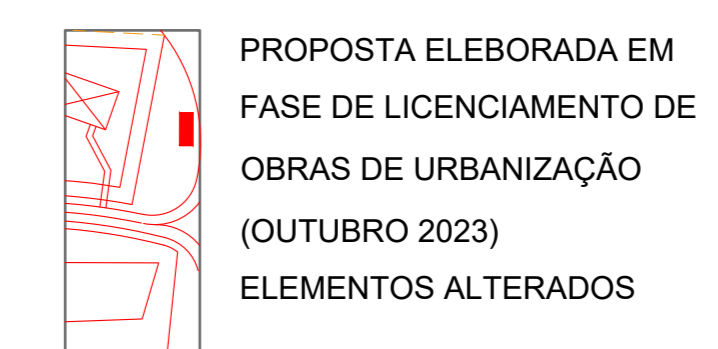 PROPOSTA ELEBORADA EM
FASE DE LICENCIAMENTO DE
OBRAS DE URBANIZAÇÃO
(OUTUBRO 2023)
ELEMENTOS ALTERADOS